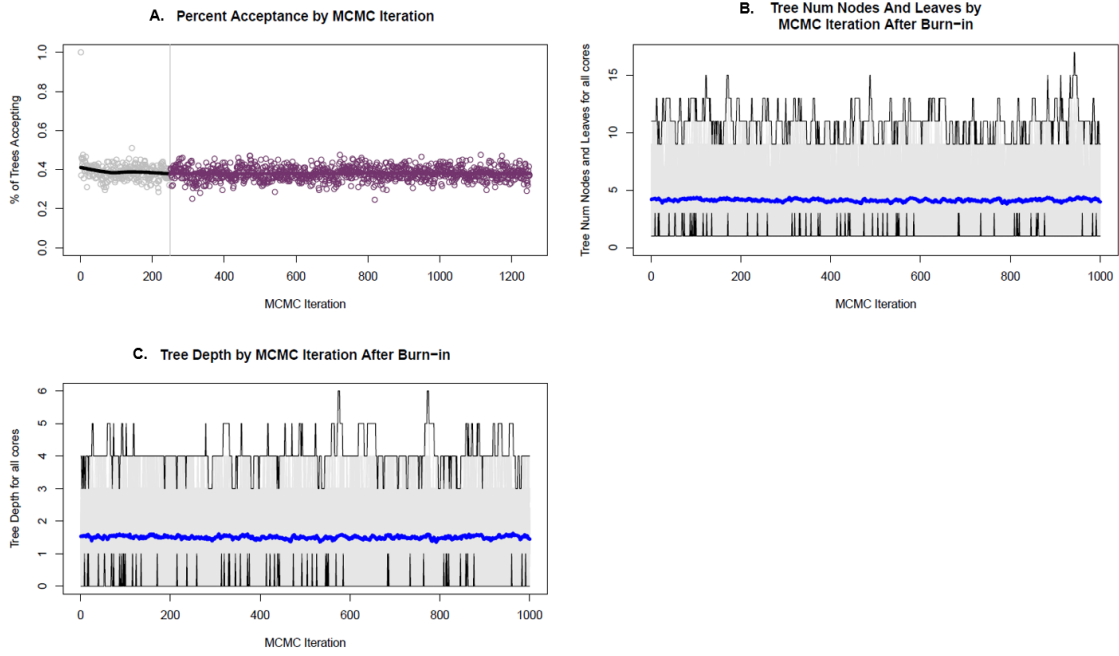 A. Percent Acceptance by MCMC Iteration
% of Trees Accepting
1.0
0.8
0.6
0.4
0.2
0.0
0 200 400 600 800 1000 1200
MCMC Iteration
B. Tree Num Nodes And Leaves by
MCMC Iteration After Burn−in
Tree Num Nodes and Leaves for all cores
15
10
5
0
0 200 400 600 800 1000
MCMC Iteration
C. Tree Depth by MCMC Iteration After Burn−in
Tree Depth for all cores
6
5
4
3
2
1
0
0 200 400 600 800 1000
MCMC Iteration